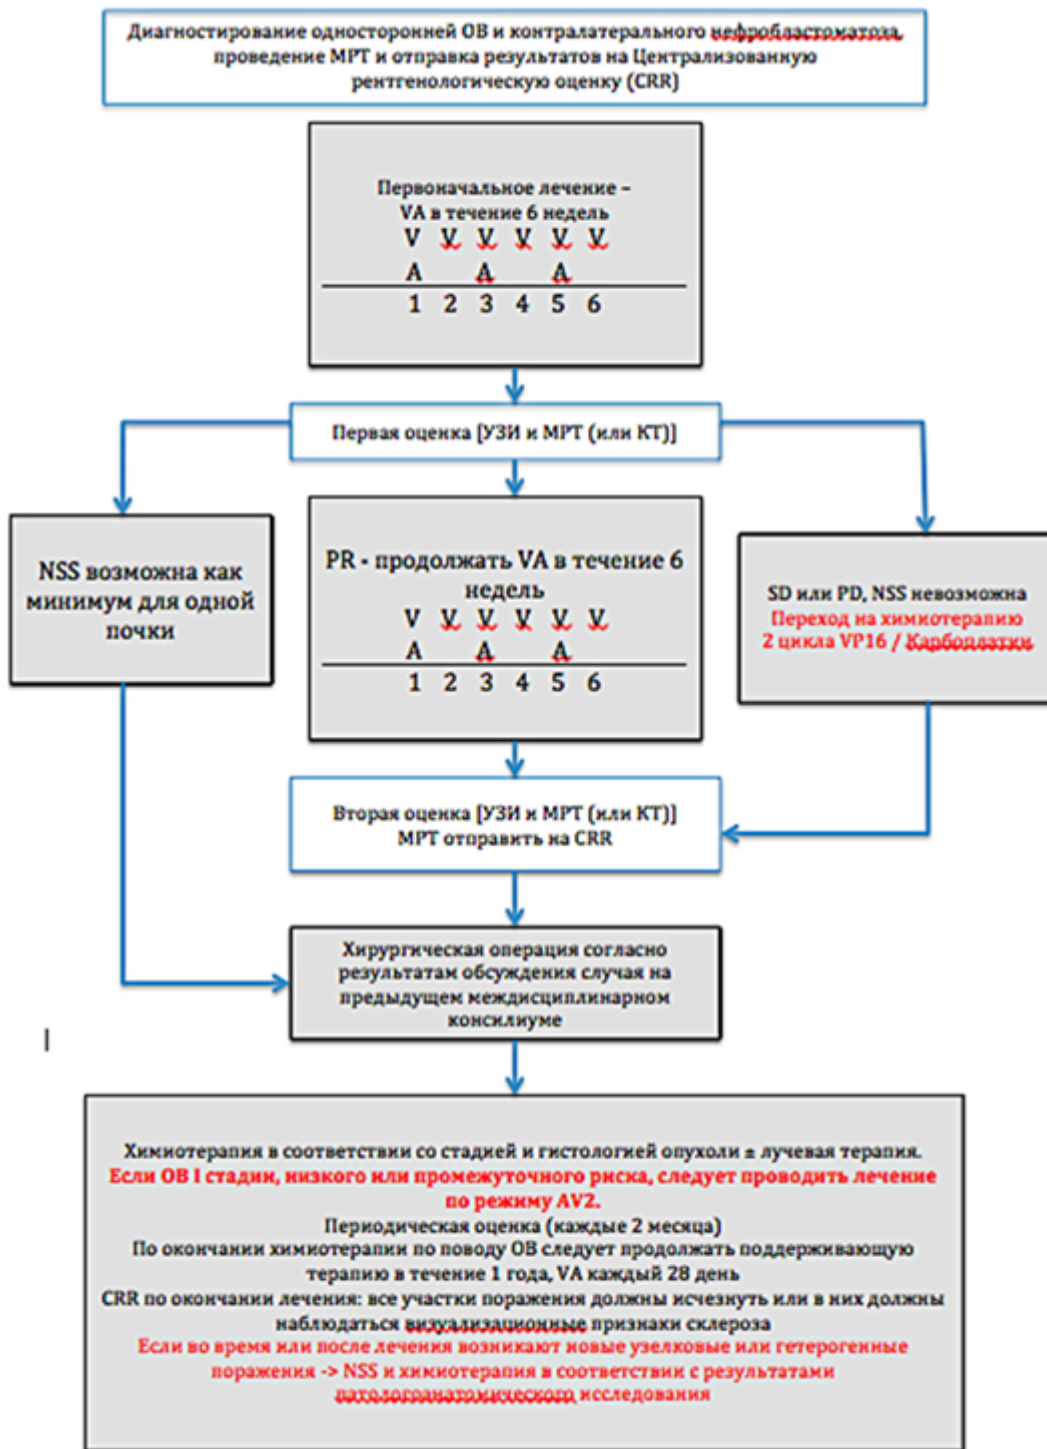 Диагностирование односторонней ОВ и контралатерального нефробластоматоза,
проведение МРТ и отправка результатов на Централизованную
рентгенологическую оценку (CRR)
Первоначальное лечение –
VA в течение 6 недель
V V V V V V
A A A
1 2 3 4 5 6
Первая оценка [УЗИ и МРТ (или КТ)]
NSS возможна как
минимум для одной
почки
PR - продолжать VA в течение 6
недель
V V V V V V
A A A
1 2 3 4 5 6
SD или PD, NSS невозможна
Переход на химиотерапию
2 цикла VP16 / Карбоплатин
Вторая оценка [УЗИ и МРТ (или КТ)]
МРТ отправить на CRR
Хирургическая операция согласно
результатам обсуждения случая на
предыдущем междисциплинарном
консилиуме
Химиотерапия в соответствии со стадией и гистологией опухоли ± лучевая терапия.
Если ОВ I стадии, низкого или промежуточного риска, следует проводить лечение
по режиму AV2.
Периодическая оценка (каждые 2 месяца)
По окончании химиотерапии по поводу ОВ следует продолжать поддерживающую
терапию в течение 1 года, VA каждый 28 день
CRR по окончании лечения: все участки поражения должны исчезнуть или в них должны
наблюдаться визуализационные признаки склероза
Если во время или после лечения возникают новые узелковые или гетерогенные
поражения -> NSS и химиотерапия в соответствии с результатами
патологоанатомического исследования